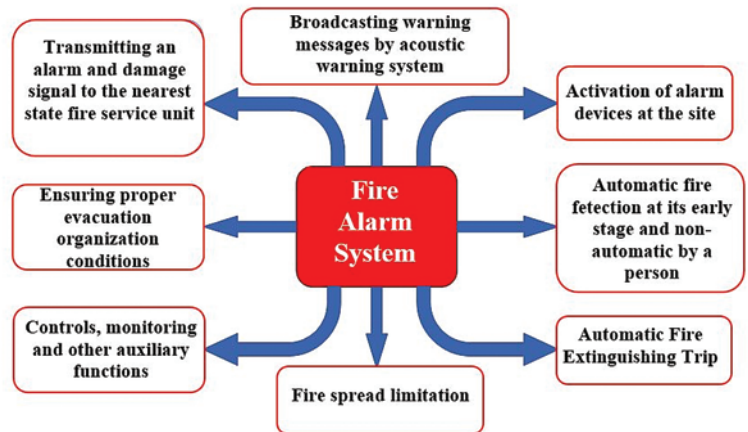 Transmitting an
alarm and damage
signal to the nearest
state fire service unit
Broadcasting warning
messages by acoustic
warning system
Activation of alarm
devices at the site
Ensuring proper
evacuation
organization
conditions
Fire
Alarm
System
Automatic fire
fetection at its early
stage and non-
automatic by a
person
Controls, monitoring
and other auxiliary
functions
Fire spread limitation
Automatic Fire
Extinguishing Trip